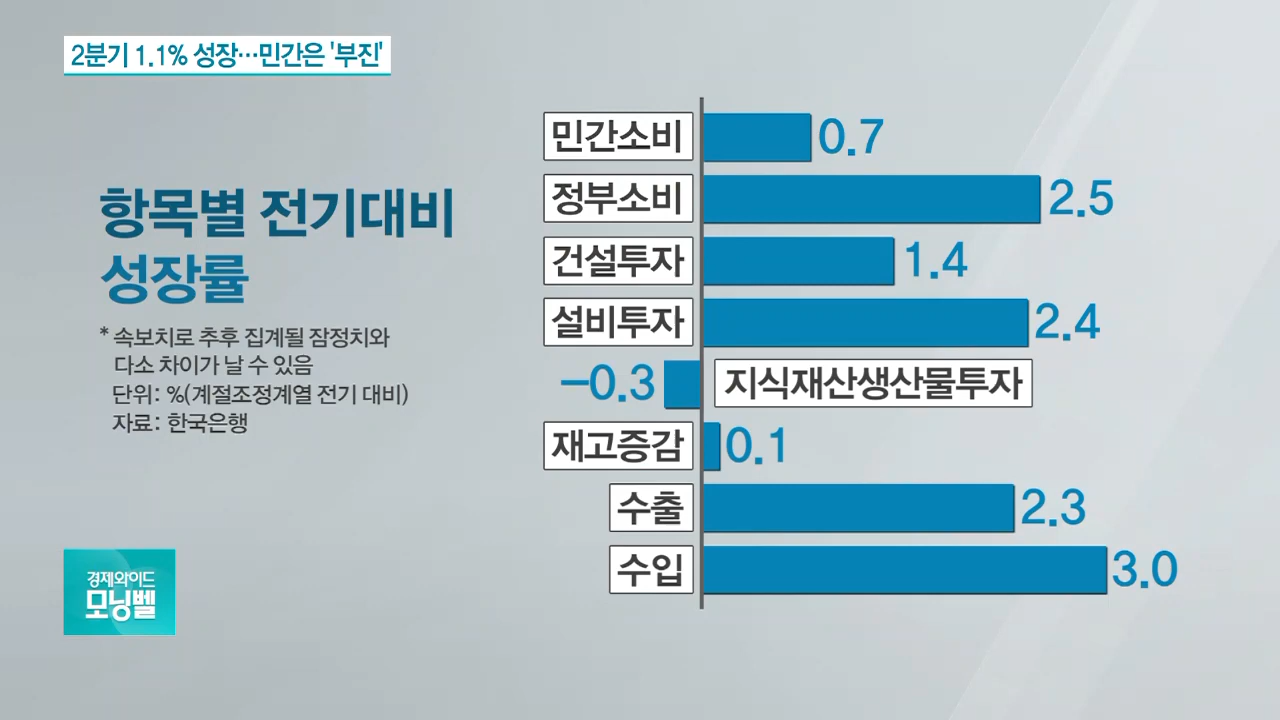 2분기 1.1% 성장…민간은 '부진'
항목별 전기대비
성장률
* 속보치로 추후 집계될 잠정치와
다소 차이가 날 수 있음
단위: %(계절조정계열 전기 대비)
자료: 한국은행
민간소비 0.7
정부소비 2.5
건설투자 1.4
설비투자 2.4
-0.3 지식재산생산물투자
재고증감 0.1
수출 2.3
수입 3.0
경제와이드
모닝벨